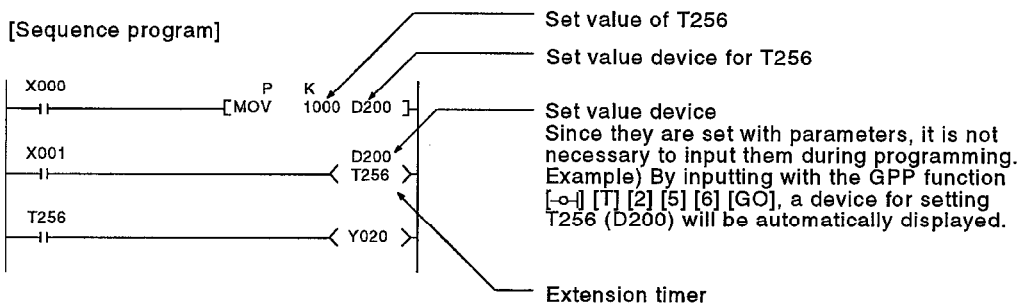 [Sequence program]
Set value of T256
Set value device for T256
X000
P K
[MOV 1000 D200 ]
Set value device
Since they are set with parameters, it is not
necessary to input them during programming.
Example) By inputting with the GPP function
[-o-] [T] [2] [5] [6] [GO], a device for setting
T256 (D200) will be automatically displayed.
X001
D200
T256
T256
Y020
Extension timer